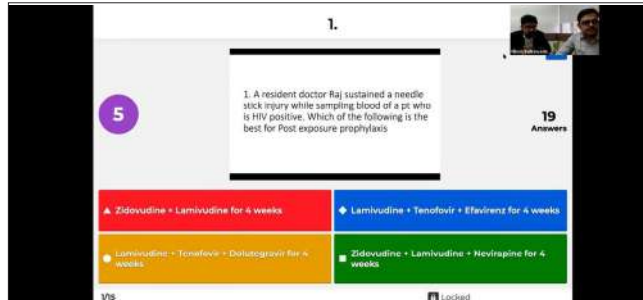 1.
5
1. A resident doctor Raj sustained a needle
stick injury while sampling blood of a pt who
is HIV positive. Which of the following is the
best for Post exposure prophylaxis
19
Answers
Zidovudine + Lamivudine for 4 weeks
Lamivudine + Tenofovir + Efavirenz for 4 weeks
Lamivudine + Tenofovir + Dolutegravir for 4
weeks
Zidovudine + Lamivudine + Nevirapine for 4
weeks
1/15
Locked